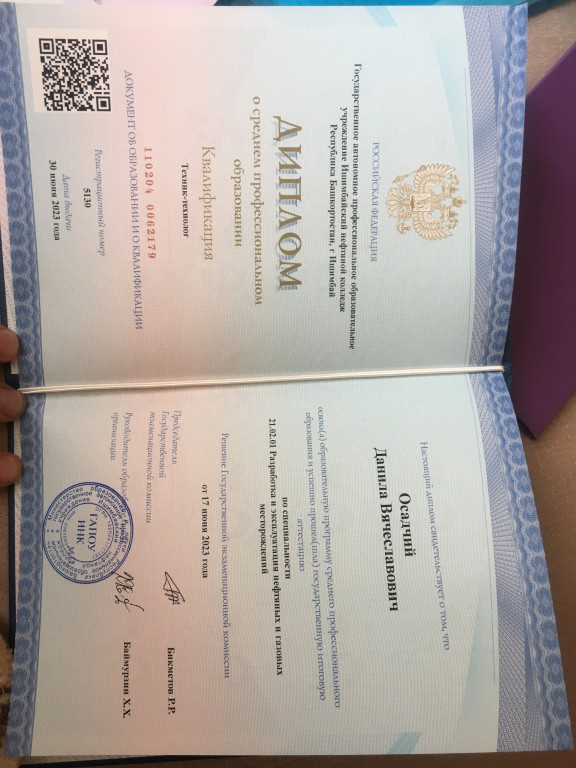 РОССИЙСКАЯ ФЕДЕРАЦИЯ
Государственное автономное профессиональное образовательное
учреждение Ишимбайский нефтяной колледж
Республика Башкортостан, г Ишимбай
ДИПЛОМ
о среднем профессиональном
образовании
Квалификация
Техник-технолог
110204 0062179
ДОКУМЕНТ ОБ ОБРАЗОВАНИИ И О КВАЛИФИКАЦИИ
Регистрационный номер
5130
Дата выдачи
30 июня 2023 года
Настоящий диплом свидетельствует о том, что
Осадчий
Данила Вячеславович
освоил(а) образовательную программу среднего профессионального
образования и успешно прошел(шла) государственную итоговую
аттестацию
по специальности
21.02.01 Разработка и эксплуатация нефтяных и газовых
месторождений
Решение Государственной экзаменационной комиссии
от 17 июня 2023 года
Председатель
Государственной
экзаменационной комиссии
Бикметов Р.Р.
Руководитель
организации
Баймурзин Х.Х.
ГАПОУ
ИНК